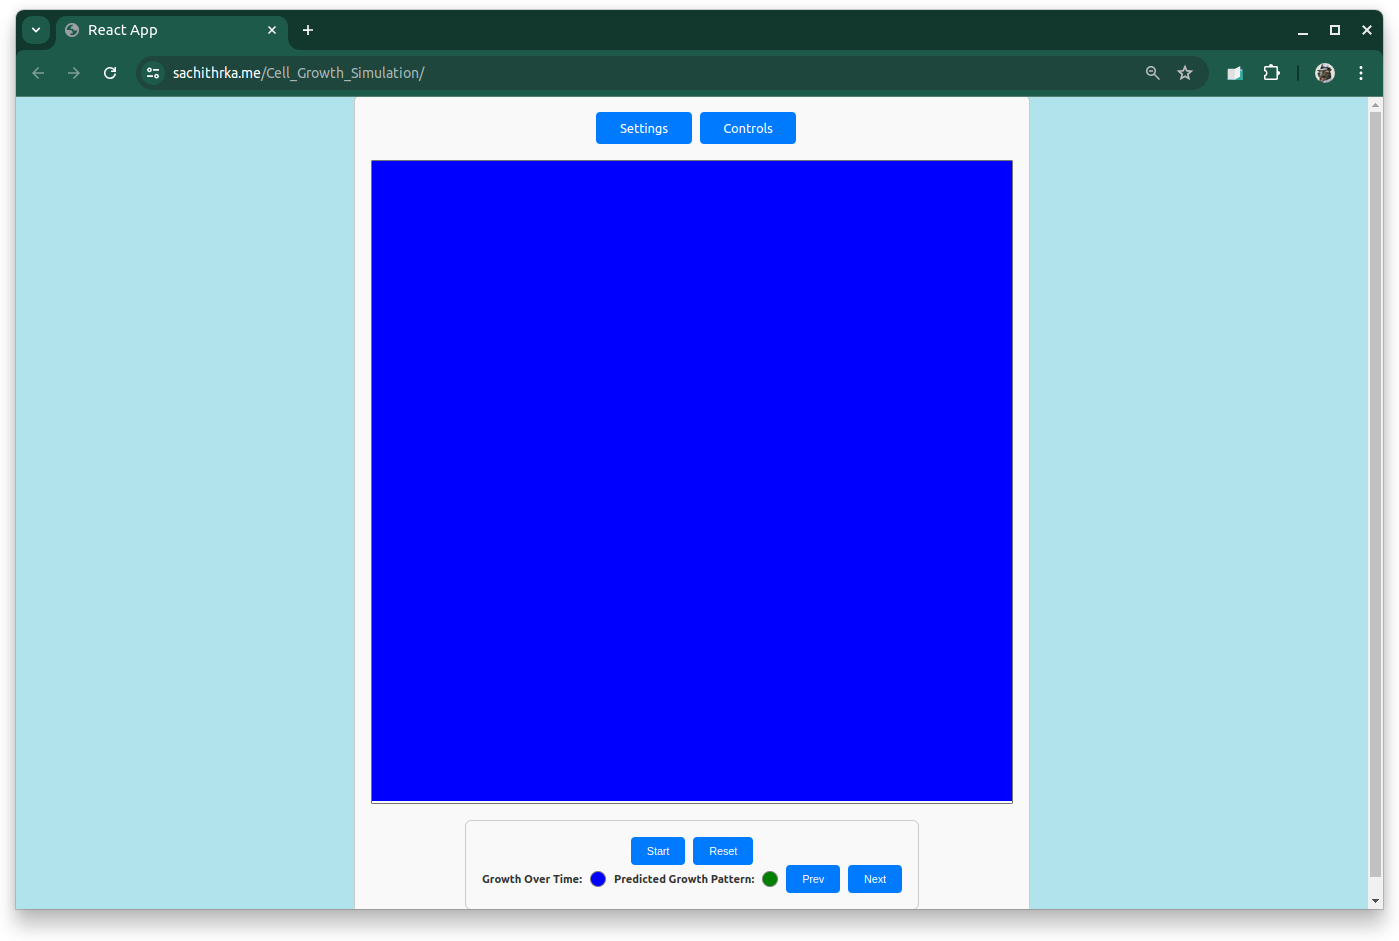 React App
sachithrka.me/Cell_Growth_Simulation/
Settings Controls
Start Reset
Growth Over Time: Predicted Growth Pattern: Prev Next